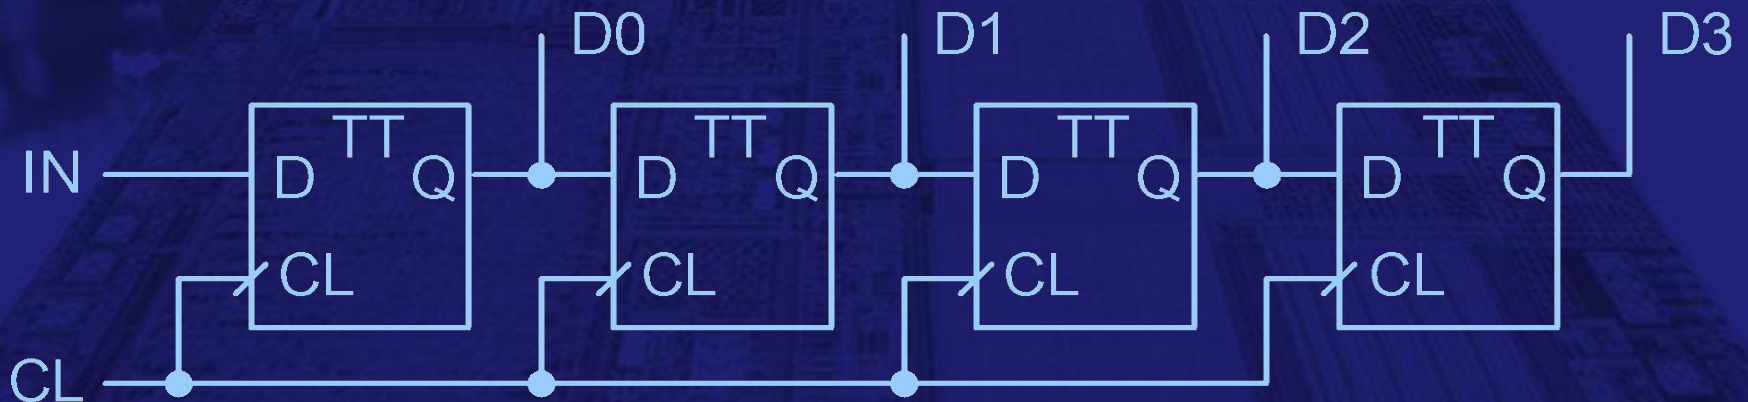 D0 D1 D2 D3
TT TT TT TT
IN D Q D Q D Q D Q
CL CL CL CL
CL